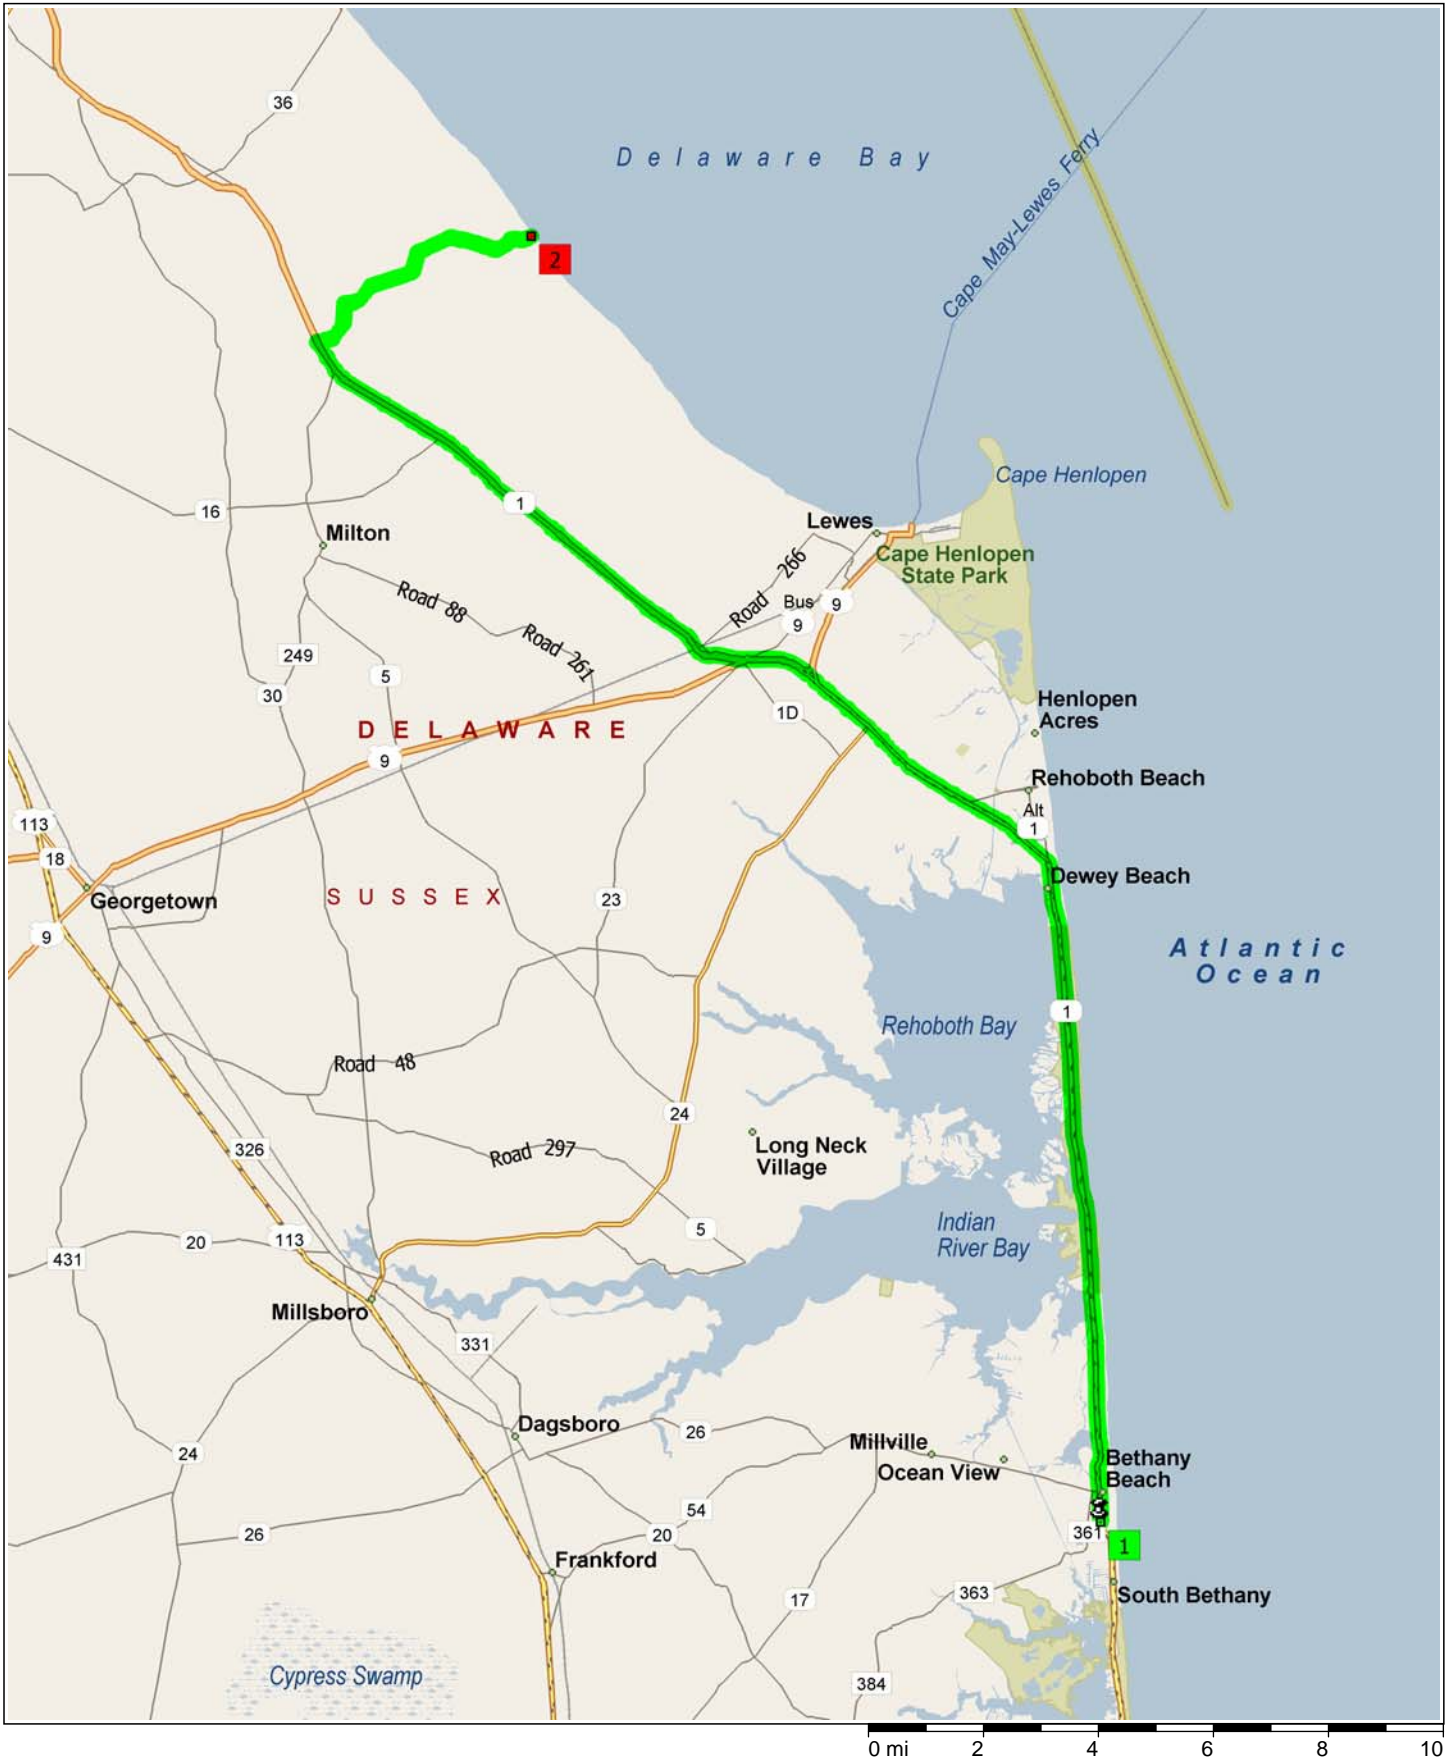 36
Delaware Bay
Cape May-Lewes Ferry
2
Cape Henlopen
1
16
Lewes
Milton
Cape Henlopen
State Park
Road 266
Road 88
Bus
9
9
Road 261
249
5
30
Henlopen
Acres
1D
DELAWARE
9
Rehoboth Beach
Alt
1
113
18
Dewey Beach
Georgetown
SUSSEX
23
9
Atlantic
Ocean
1
Rehoboth Bay
Road 48
24
326
Road 297
Long Neck
Village
5
Indian
River Bay
20
113
431
Millsboro
331
Dagsboro
26
Millville
24
Bethany
Beach
Ocean View
54
26
20
361
1
Frankford
363
17
South Bethany
Cypress Swamp
384
0 mi 2 4 6 8 10